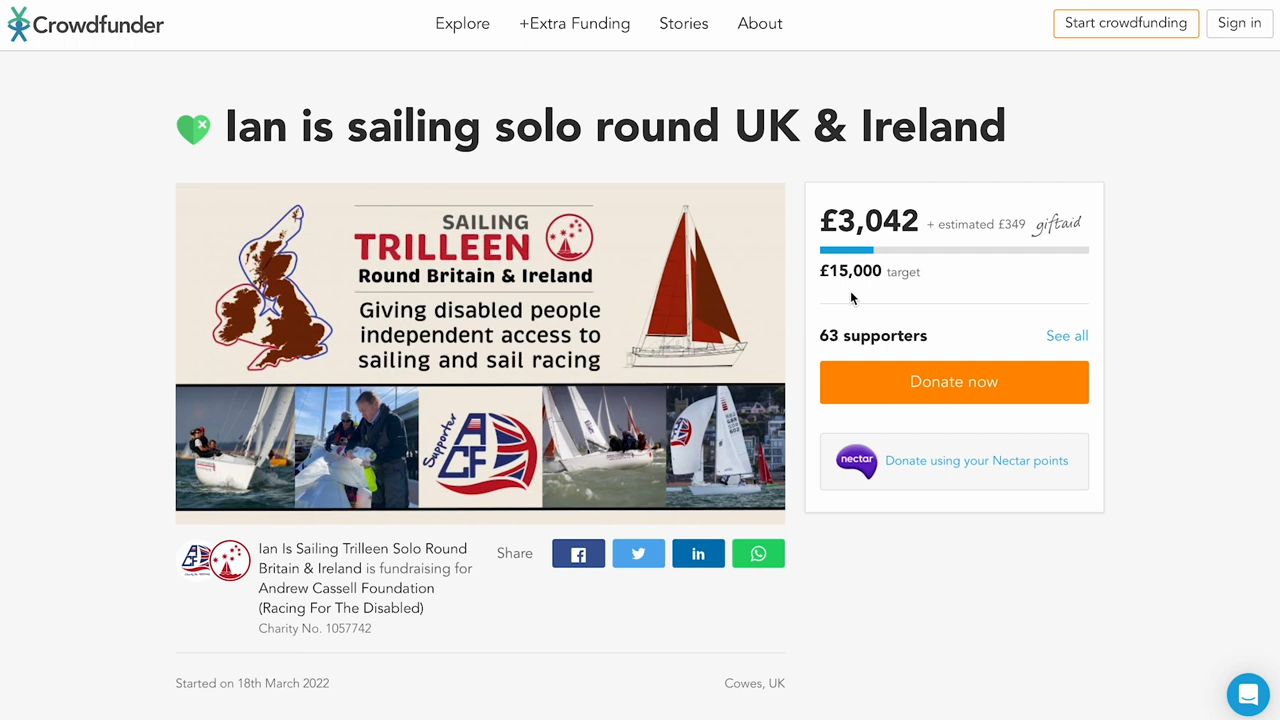 Crowdfunder
Explore
+Extra Funding
Stories
About
Start crowdfunding
Sign in
Ian is sailing solo round UK & Ireland
SAILING
TRILLEEN
Round Britain & Ireland
Giving disabled people
independent access to
sailing and sail racing
Supporter
ACF
£3,042 + estimated £349 giftaid
£15,000 target
63 supporters
See all
Donate now
nectar
Donate using your Nectar points
Ian Is Sailing Trilleen Solo Round
Britain & Ireland is fundraising for
Andrew Cassell Foundation
(Racing For The Disabled)
Charity No. 1057742
Share
Started on 18th March 2022
Cowes, UK